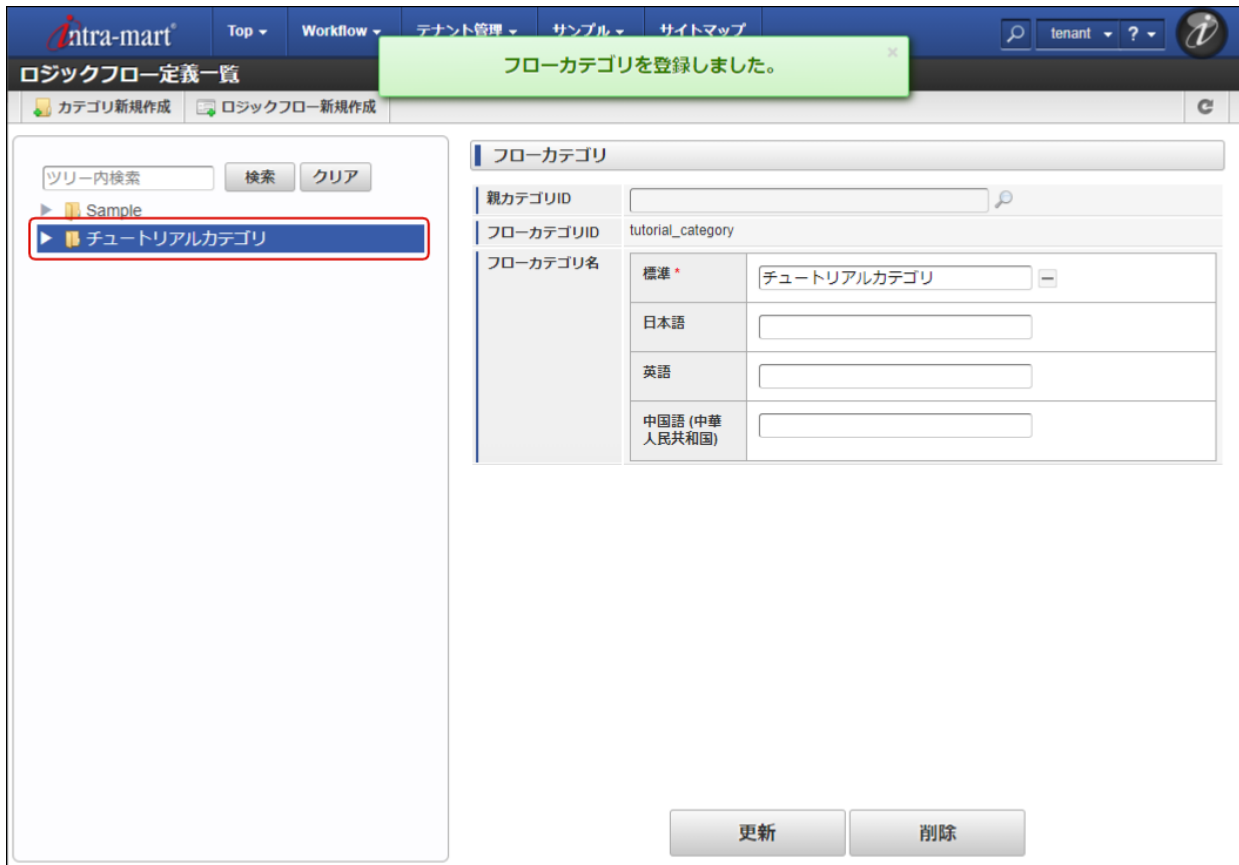 intra-mart®
Top Workflow テナント管理 サンプル サイトマップ tenant ?
フローカテゴリを登録しました。 ×
ロジックフロー定義一覧
カテゴリ新規作成 ロジックフロー新規作成
ツリー内検索 検索 クリア
Sample
チュートリアルカテゴリ
フローカテゴリ
親カテゴリID
フローカテゴリID tutorial_category
フローカテゴリ名 標準 * チュートリアルカテゴリ
日本語
英語
中国語 (中華
人民共和国)
更新 削除